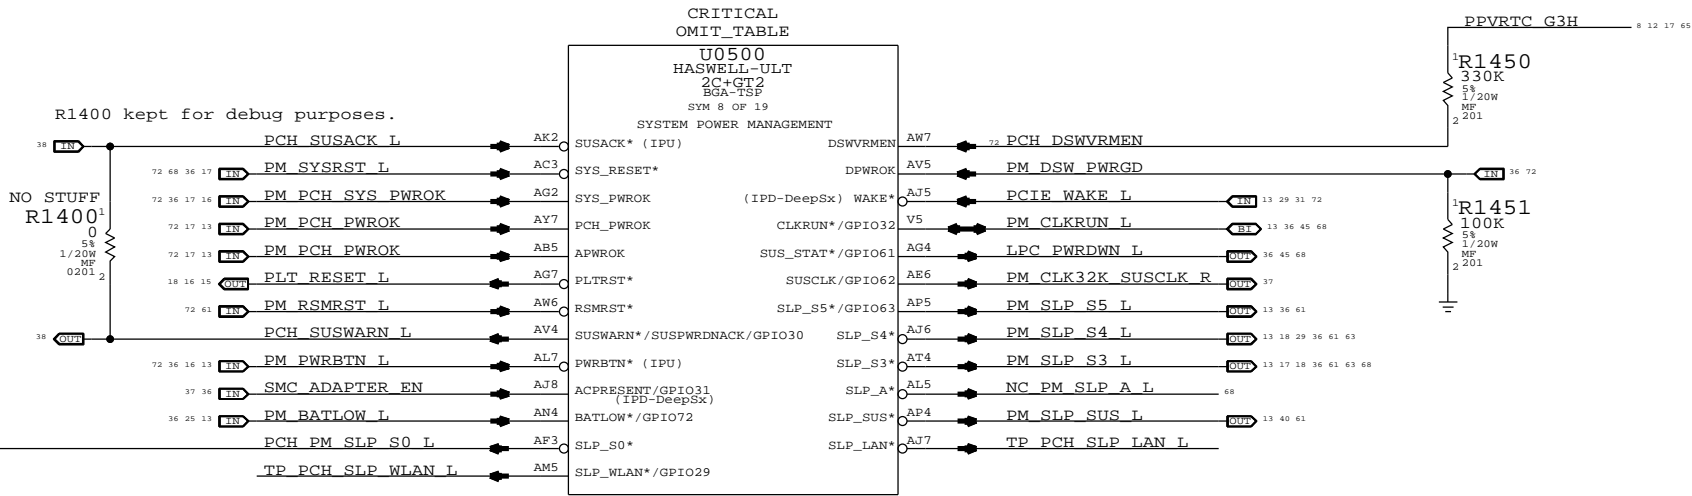 CRITICAL
OMIT_TABLE
U0500
HASWELL-ULT
2C+GT2
BGA-TSP
SYM 8 OF 19
SYSTEM POWER MANAGEMENT
PPVRTC_G3H 8 12 17 65
1 R1450
330K
5%
1/20W
MF
2 201
R1400 kept for debug purposes.
38 IN PCH_SUSACK_L AK2 SUSACK* (IPU) DSWVRMEN AW7 72 PCH_DSWVRMEN
72 68 36 17 IN PM_SYSRST_L AC3 SYS_RESET* DPWROK AV5 PM_DSW_PWRGD IN 36 72
72 36 17 16 IN PM_PCH_SYS_PWROK AG2 SYS_PWROK (IPD-DeepSx) WAKE* AJ5 PCIE_WAKE_L IN 13 29 31 72
72 17 13 IN PM_PCH_PWROK AY7 PCH_PWROK CLKRUN*/GPIO32 V5 PM_CLKRUN_L BI 13 36 45 68
72 17 13 IN PM_PCH_PWROK AB5 APWROK SUS_STAT*/GPIO61 AG4 LPC_PWRDWN_L OUT 36 45 68
18 16 15 OUT PLT_RESET_L AG7 PLTRST* SUSCLK/GPIO62 AE6 PM_CLK32K_SUSCLK_R OUT 37
72 61 IN PM_RSMRST_L AW6 RSMRST* SLP_S5*/GPIO63 AP5 PM_SLP_S5_L OUT 13 36 61
38 OUT PCH_SUSWARN_L AV4 SUSWARN*/SUSPWRDNACK/GPIO30 SLP_S4* AJ6 PM_SLP_S4_L OUT 13 18 29 36 61 63
72 36 16 13 IN PM_PWRBTN_L AL7 PWRBTN* (IPU) SLP_S3* AT4 PM_SLP_S3_L OUT 13 17 18 36 61 63 68
37 36 IN SMC_ADAPTER_EN AJ8 ACPRESENT/GPIO31 SLP_A* AL5 NC_PM_SLP_A_L 68
(IPD-DeepSx)
36 25 13 IN PM_BATLOW_L AN4 BATLOW*/GPIO72 SLP_SUS* AP4 PM_SLP_SUS_L OUT 13 40 61
PCH_PM_SLP_S0_L AF3 SLP_S0* SLP_LAN* AJ7 TP_PCH_SLP_LAN_L
TP_PCH_SLP_WLAN_L AM5 SLP_WLAN*/GPIO29
NO STUFF
R1400 1
0
5%
1/20W
MF
0201 2
1 R1451
100K
5%
1/20W
MF
2 201